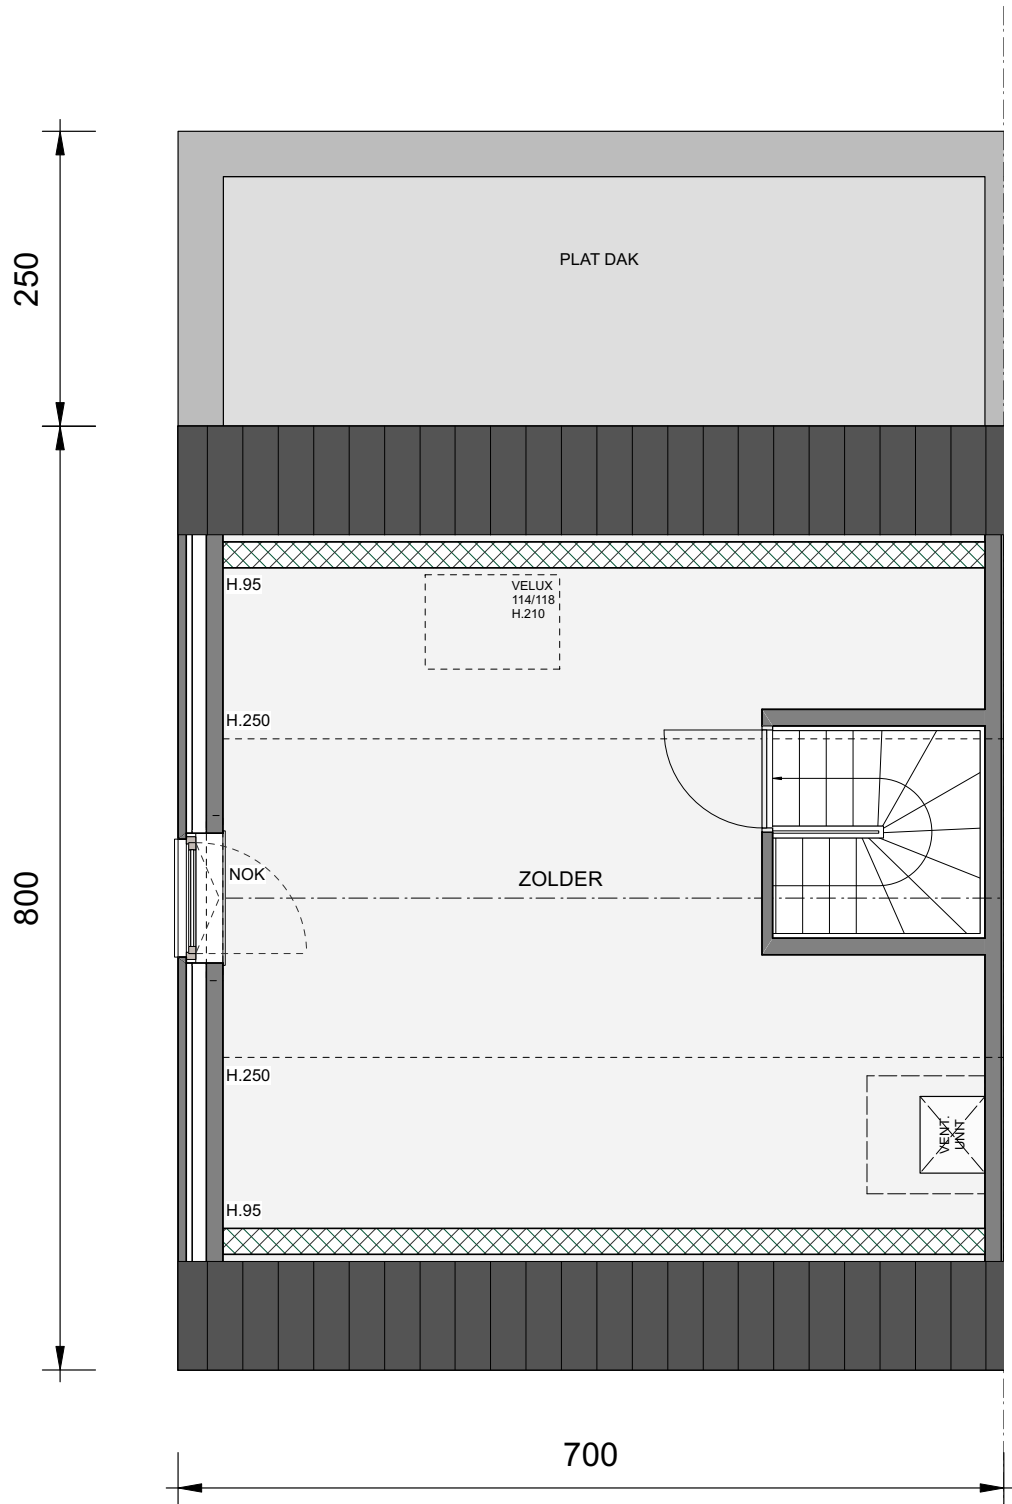 250
PLAT DAK
H.95
VELUX
114/118
H.210
H.250
NOK
ZOLDER
800
H.250
VENT.
UNIT
H.95
700